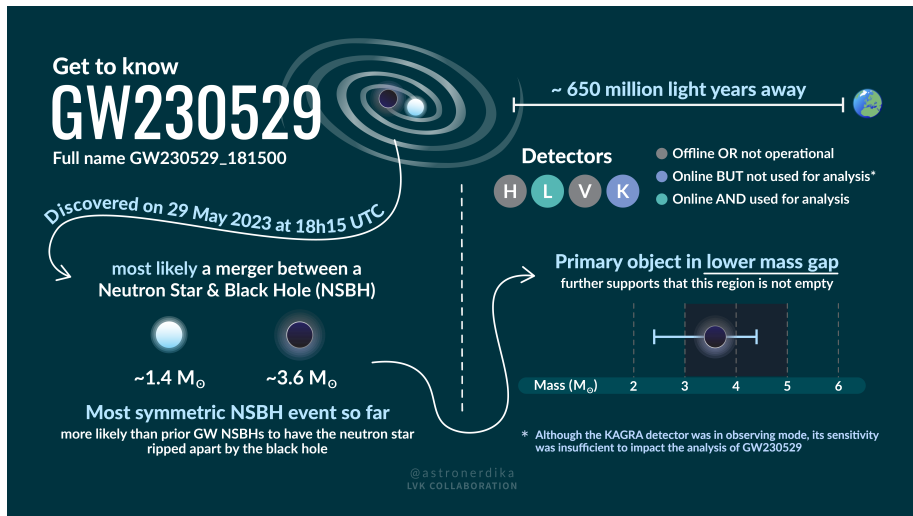 Get to know
GW230529
Full name GW230529_181500
~ 650 million light years away
Detectors
H L V K
Offline OR not operational
Online BUT not used for analysis*
Online AND used for analysis
Discovered on 29 May 2023 at 18h15 UTC
most likely a merger between a
Neutron Star & Black Hole (NSBH)
~1.4 M☉ ~3.6 M☉
Most symmetric NSBH event so far
more likely than prior GW NSBHs to have the neutron star
ripped apart by the black hole
Primary object in lower mass gap
further supports that this region is not empty
Mass (M☉) 2 3 4 5 6
* Although the KAGRA detector was in observing mode, its sensitivity
was insufficient to impact the analysis of GW230529
@astronerdika
LVK COLLABORATION